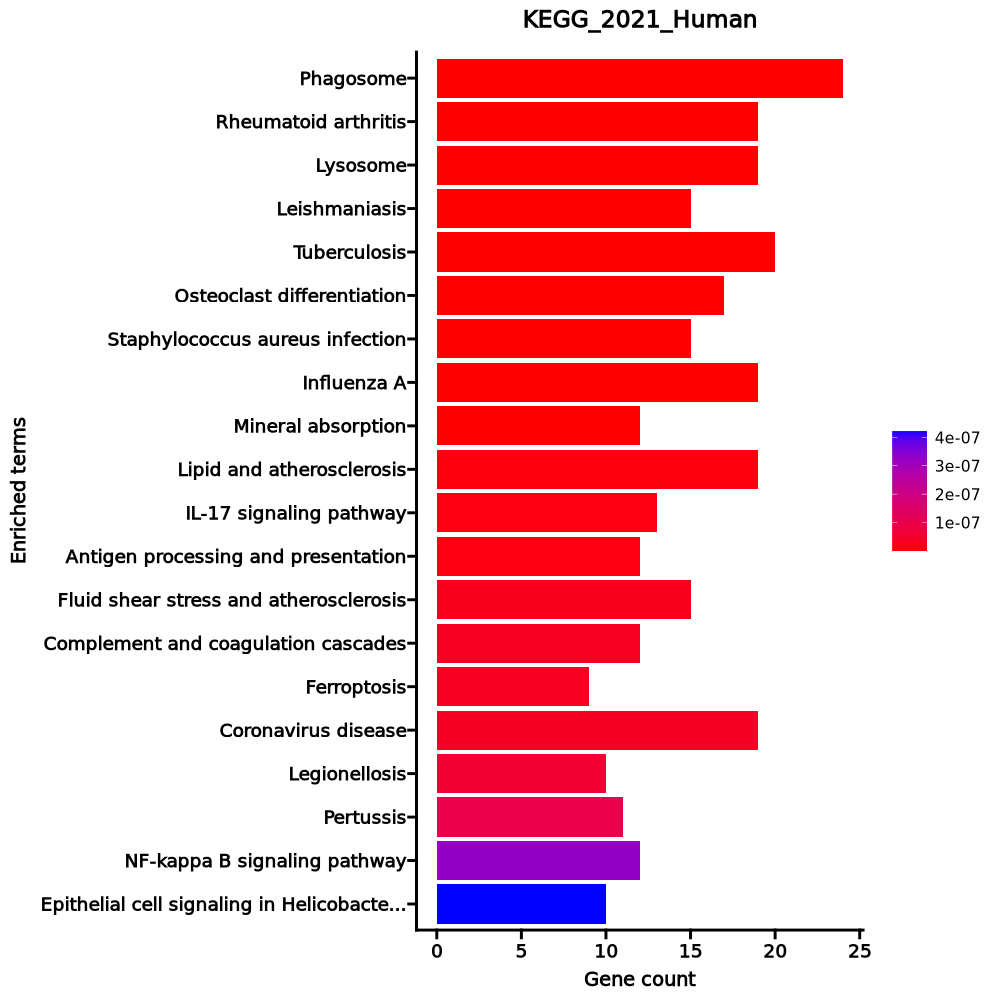 KEGG_2021_Human
Phagosome
Rheumatoid arthritis
Lysosome
Leishmaniasis
Tuberculosis
Osteoclast differentiation
Staphylococcus aureus infection
Influenza A
Mineral absorption
Lipid and atherosclerosis
IL-17 signaling pathway
Antigen processing and presentation
Fluid shear stress and atherosclerosis
Complement and coagulation cascades
Ferroptosis
Coronavirus disease
Legionellosis
Pertussis
NF-kappa B signaling pathway
Epithelial cell signaling in Helicobacte...
Enriched terms
0 5 10 15 20 25
Gene count
4e-07
3e-07
2e-07
1e-07